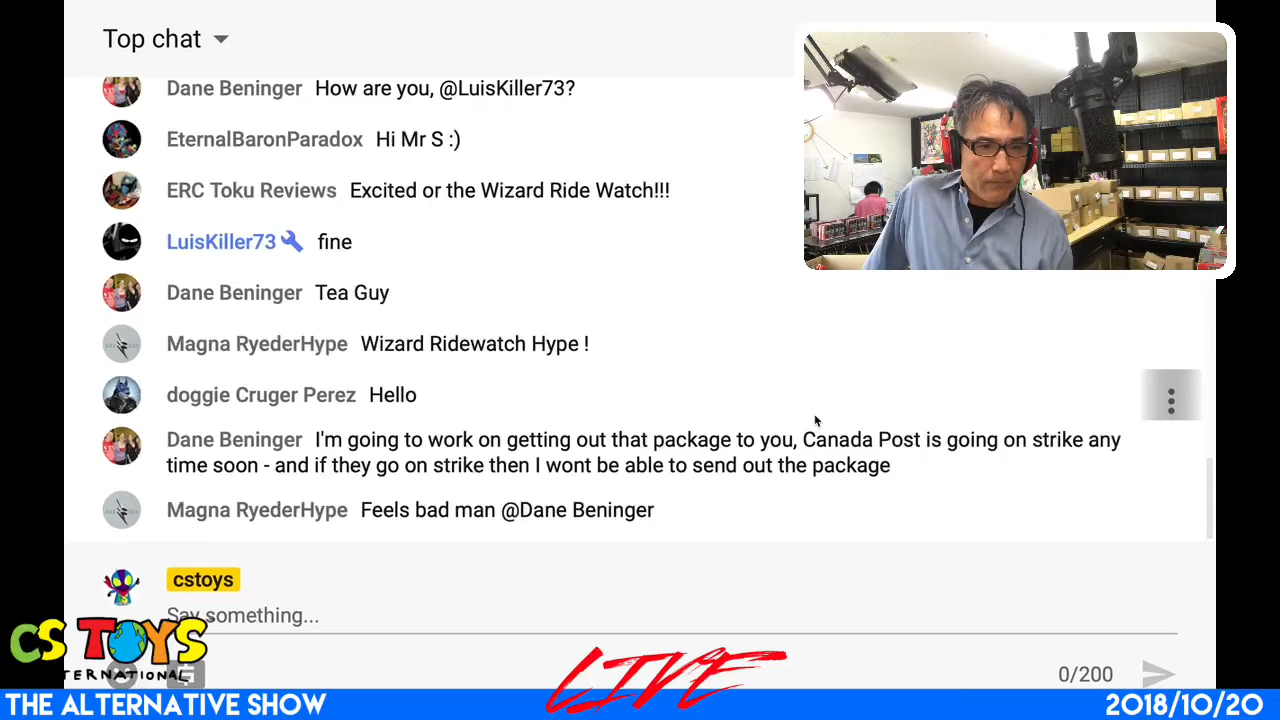 Top chat
Dane Beninger How are you, @LuisKiller73?
EternalBaronParadox Hi Mr S :)
ERC Toku Reviews Excited or the Wizard Ride Watch!!!
LuisKiller73 fine
Dane Beninger Tea Guy
Magna RyederHype Wizard Ridewatch Hype !
doggie Cruger Perez Hello
Dane Beninger I'm going to work on getting out that package to you, Canada Post is going on strike any
time soon - and if they go on strike then I wont be able to send out the package
Magna RyederHype Feels bad man @Dane Beninger
cstoys
Say something...
CS TOYS
TERNATIONAL
LIVE
0/200
THE ALTERNATIVE SHOW
2018/10/20